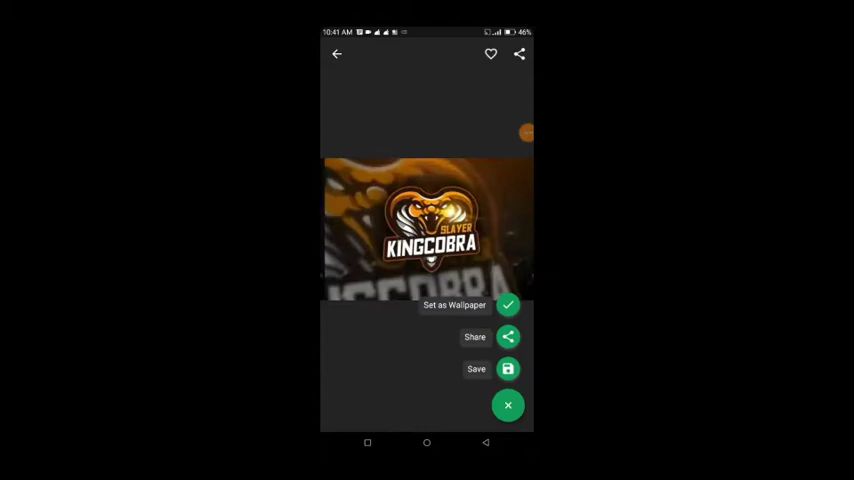 10:41 AM
46%
SLAYER
KINGCOBRA
Set as Wallpaper
Share
Save